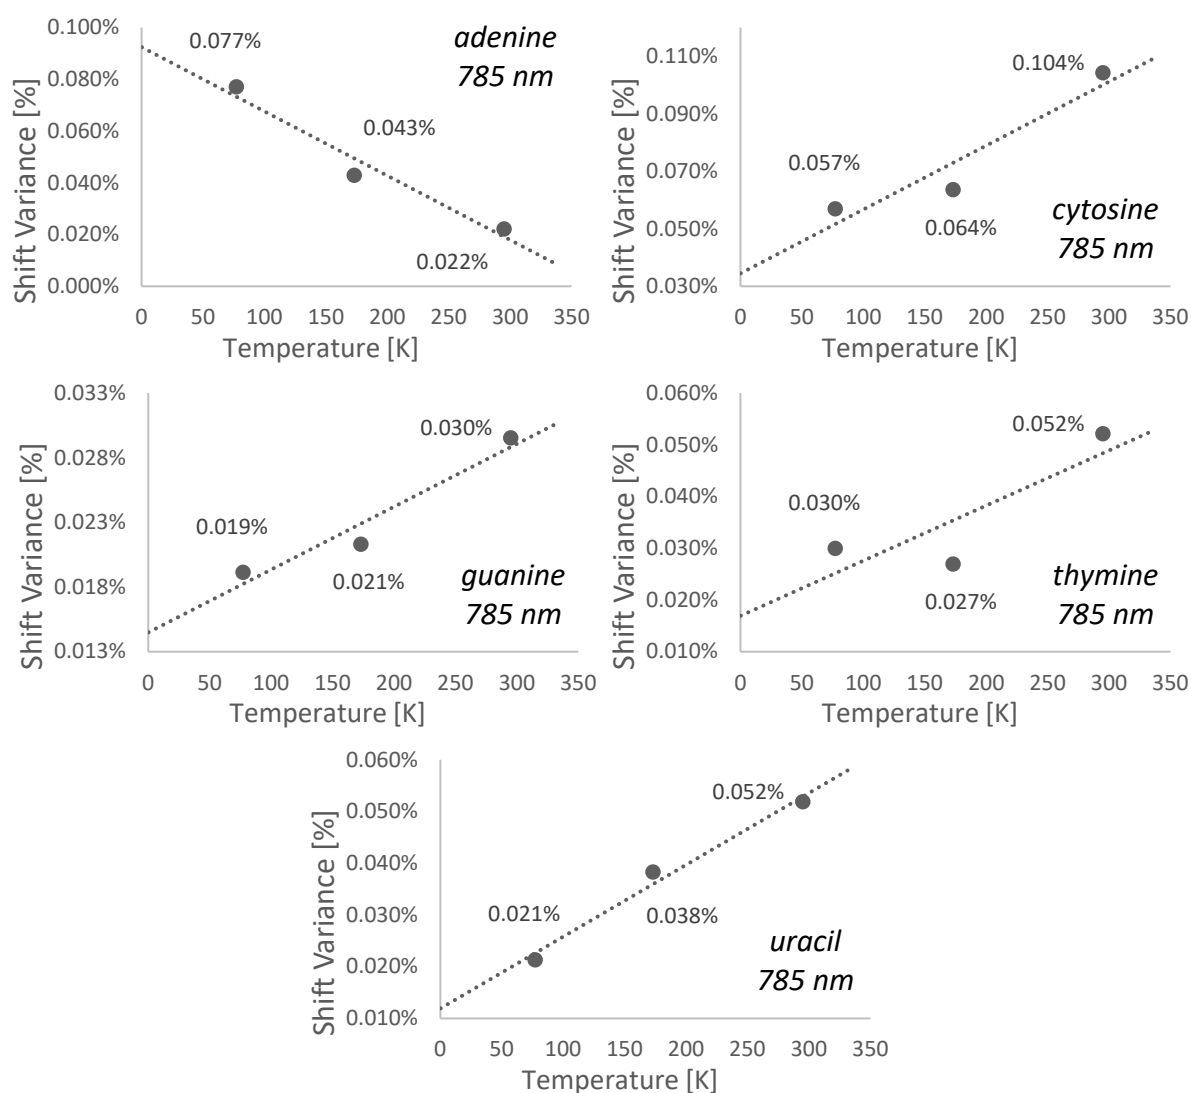 adenine
785 nm
Shift Variance [%]
0.100%
0.080%
0.060%
0.040%
0.020%
0.000%
0.077%
0.043%
0.022%
0 50 100 150 200 250 300 350
Temperature [K]
cytosine
785 nm
Shift Variance [%]
0.110%
0.090%
0.070%
0.050%
0.030%
0.057%
0.064%
0.104%
0 50 100 150 200 250 300 350
Temperature [K]
guanine
785 nm
Shift Variance [%]
0.033%
0.028%
0.023%
0.018%
0.013%
0.019%
0.021%
0.030%
0 50 100 150 200 250 300 350
Temperature [K]
thymine
785 nm
Shift Variance [%]
0.060%
0.050%
0.040%
0.030%
0.020%
0.010%
0.030%
0.027%
0.052%
0 50 100 150 200 250 300 350
Temperature [K]
uracil
785 nm
Shift Variance [%]
0.060%
0.050%
0.040%
0.030%
0.020%
0.010%
0.021%
0.038%
0.052%
0 50 100 150 200 250 300 350
Temperature [K]